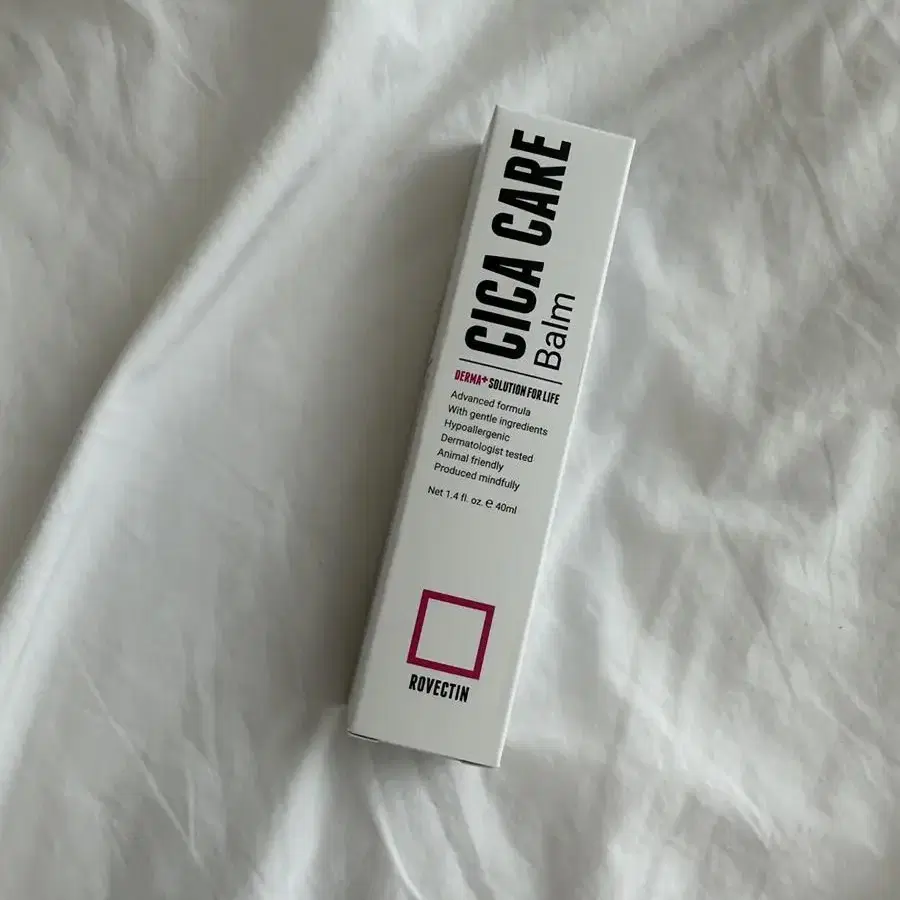 CICA CARE
Balm
DERMA+ SOLUTION FOR LIFE
Advanced formula
With gentle ingredients
Hypoallergenic
Dermatologist tested
Animal friendly
Produced mindfully
Net 1.4 fl. oz. ℮ 40ml
ROVECTIN